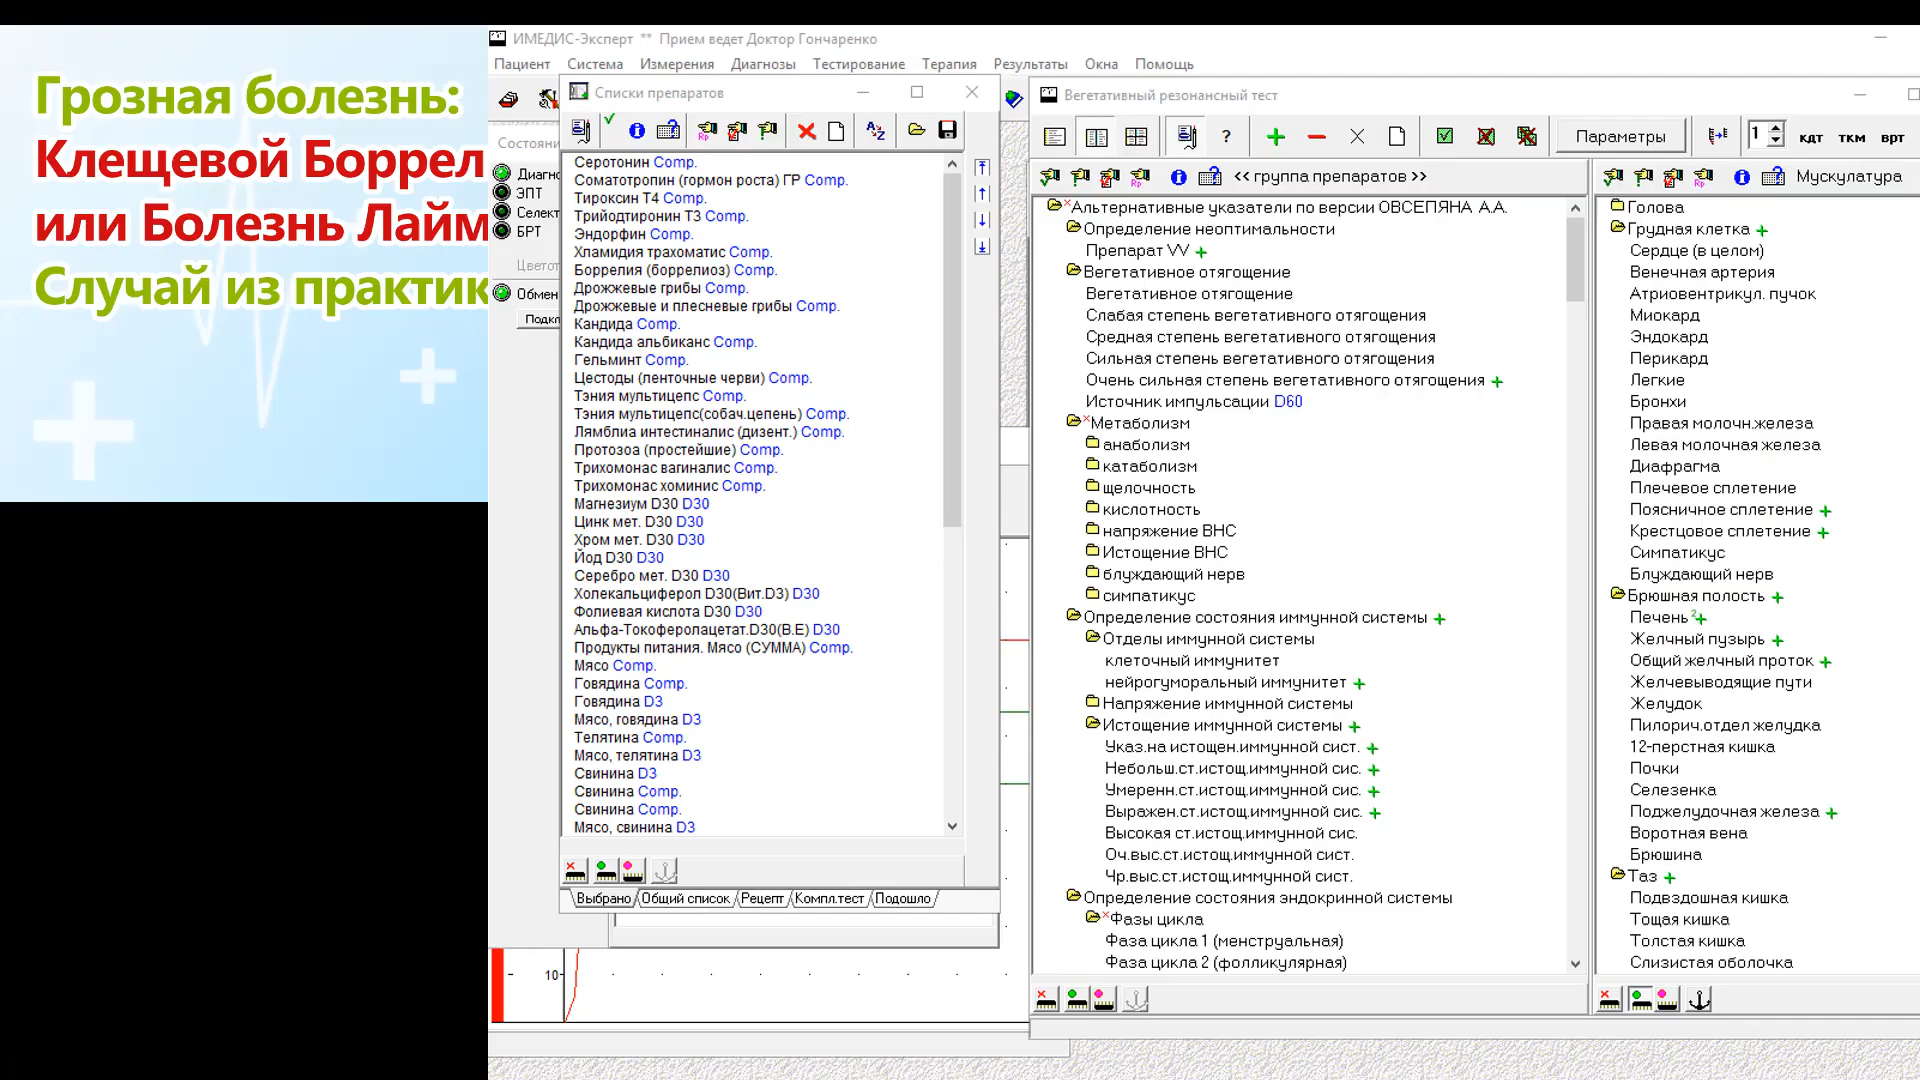 Грозная болезнь:
Клещевой Боррел
или Болезнь Лайм
Случай из практик
ИМЕДИС-Эксперт ** Прием ведет Доктор Гончаренко
Пациент Система Измерения Диагнозы Тестирование Терапия Результаты Окна Помощь
Состояни
Диагно
ЭПТ
Селект
БРТ
Цветот
Обмен
Подкл
Списки препаратов
Серотонин Comp.
Соматотропин (гормон роста) ГР Comp.
Тироксин Т4 Comp.
Трийодтиронин Т3 Comp.
Эндорфин Comp.
Хламидия трахоматис Comp.
Боррелия (боррелиоз) Comp.
Дрожжевые грибы Comp.
Дрожжевые и плесневые грибы Comp.
Кандида Comp.
Кандида альбиканс Comp.
Гельминт Comp.
Цестоды (ленточные черви) Comp.
Тэния мультицепс Comp.
Тэния мультицепс(собач.цепень) Comp.
Лямблиа интестиналис (дизент.) Comp.
Протозоа (простейшие) Comp.
Трихомонас вагиналис Comp.
Трихомонас хоминис Comp.
Магнезиум D30 D30
Цинк мет. D30 D30
Хром мет. D30 D30
Йод D30 D30
Серебро мет. D30 D30
Холекальциферол D30(Вит.D3) D30
Фолиевая кислота D30 D30
Альфа-Токоферолацетат.D30(В.Е) D30
Продукты питания. Мясо (СУММА) Comp.
Мясо Comp.
Говядина Comp.
Говядина D3
Мясо, говядина D3
Телятина Comp.
Мясо, телятина D3
Свинина D3
Свинина Comp.
Свинина Comp.
Мясо, свинина D3
Выбрано Общий список Рецепт Компл.тест Подошло
10
Вегетативный резонансный тест
Параметры 1 кдт ткм врт
<< группа препаратов >>
Альтернативные указатели по версии ОВСЕПЯНА А.А.
Определение неоптимальности
Препарат VV +
Вегетативное отягощение
Вегетативное отягощение
Слабая степень вегетативного отягощения
Средняя степень вегетативного отягощения
Сильная степень вегетативного отягощения
Очень сильная степень вегетативного отягощения +
Источник импульсации D60
Метаболизм
анаболизм
катаболизм
щелочность
кислотность
напряжение ВНС
Истощение ВНС
блуждающий нерв
симпатикус
Определение состояния иммунной системы +
Отделы иммунной системы
клеточный иммунитет
нейрогуморальный иммунитет +
Напряжение иммунной системы
Истощение иммунной системы +
Указ.на истощен.иммунной сист. +
Небольш.ст.истощ.иммунной сис. +
Умеренн.ст.истощ.иммунной сис. +
Выражен.ст.истощ.иммунной сис. +
Высокая ст.истощ.иммунной сис.
Оч.выс.ст.истощ.иммунной сист.
Чр.выс.ст.истощ.иммунной сист.
Определение состояния эндокринной системы
Фазы цикла
Фаза цикла 1 (менструальная)
Фаза цикла 2 (фолликулярная)
Мускулатура
Голова
Грудная клетка +
Сердце (в целом)
Венечная артерия
Атриовентрикул. пучок
Миокард
Эндокард
Перикард
Легкие
Бронхи
Правая молочн.железа
Левая молочная железа
Диафрагма
Плечевое сплетение
Поясничное сплетение +
Крестцовое сплетение +
Симпатикус
Блуждающий нерв
Брюшная полость +
Печень 2+
Желчный пузырь +
Общий желчный проток +
Желчевыводящие пути
Желудок
Пилорич.отдел желудка
12-перстная кишка
Почки
Селезенка
Поджелудочная железа +
Воротная вена
Брюшина
Таз +
Подвздошная кишка
Тощая кишка
Толстая кишка
Слизистая оболочка